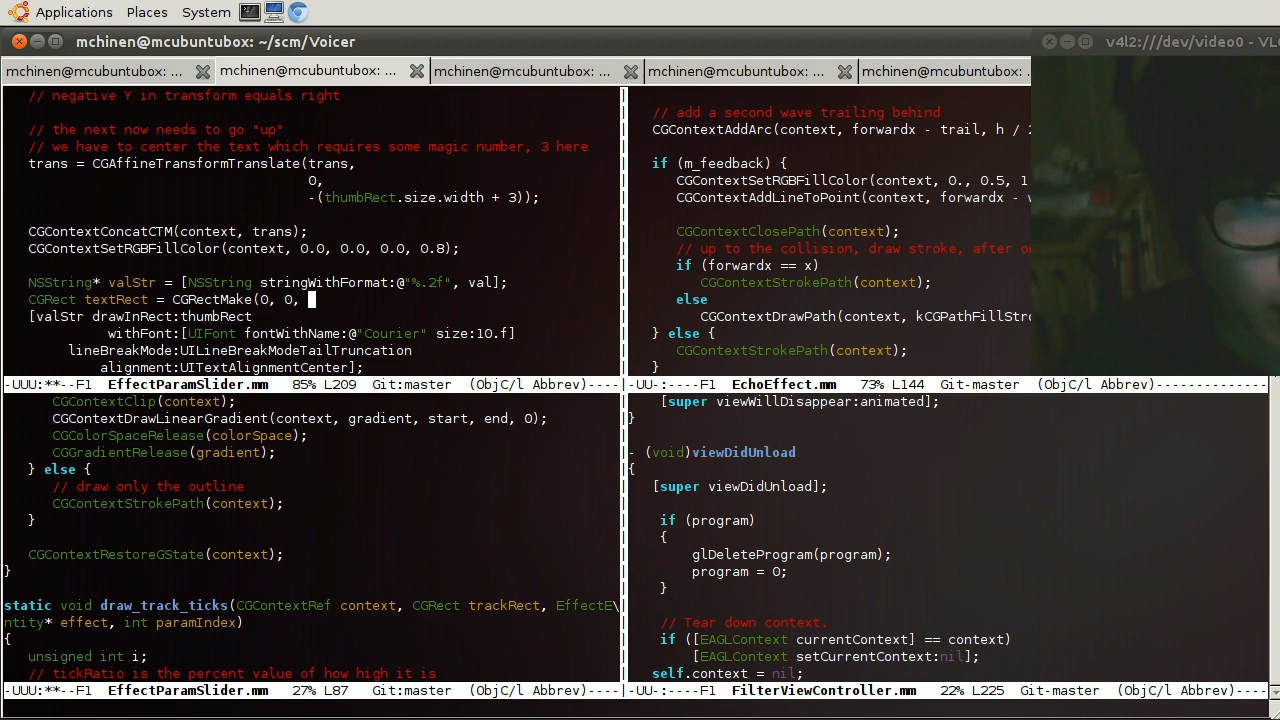 Applications Places System
mchinen@mcubuntubox: ~/scm/Voicer
v4l2:///dev/video0 - VL
mchinen@mcubuntubox: ... mchinen@mcubuntubox: ... mchinen@mcubuntubox: ... mchinen@mcubuntubox: ... mchinen@mcubuntubox: .
// negative Y in transform equals right
// the next now needs to go "up"
// we have to center the text which requires some magic number, 3 here
trans = CGAffineTransformTranslate(trans,
0,
-(thumbRect.size.width + 3));
CGContextConcatCTM(context, trans);
CGContextSetRGBFillColor(context, 0.0, 0.0, 0.0, 0.8);
NSString* valStr = [NSString stringWithFormat:@"%.2f", val];
CGRect textRect = CGRectMake(0, 0,
[valStr drawInRect:thumbRect
withFont:[UIFont fontWithName:@"Courier" size:10.f]
lineBreakMode:UILineBreakModeTailTruncation
alignment:UITextAlignmentCenter];
-UUU:**--F1 EffectParamSlider.mm 85% L209 Git:master (ObjC/l Abbrev)----
// add a second wave trailing behind
CGContextAddArc(context, forwardx - trail, h / 2
if (m_feedback) {
CGContextSetRGBFillColor(context, 0., 0.5, 1
CGContextAddLineToPoint(context, forwardx - 
CGContextClosePath(context);
// up to the collision, draw stroke, after 
if (forwardx == x)
CGContextStrokePath(context);
else
CGContextDrawPath(context, kCGPathFillStro
} else {
CGContextStrokePath(context);
}
-UU-:----F1 EchoEffect.mm 73% L144 Git-master (ObjC/l Abbrev)--------------
CGContextClip(context);
CGContextDrawLinearGradient(context, gradient, start, end, 0);
CGColorSpaceRelease(colorSpace);
CGGradientRelease(gradient);
} else {
// draw only the outline
CGContextStrokePath(context);
}
CGContextRestoreGState(context);
}
static void draw_track_ticks(CGContextRef context, CGRect trackRect, EffectE\
ntity* effect, int paramIndex)
{
unsigned int i;
// tickRatio is the percent value of how high it is
-UUU:**--F1 EffectParamSlider.mm 27% L87 Git:master (ObjC/l Abbrev)-----
[super viewWillDisappear:animated];
}
- (void)viewDidUnload
{
[super viewDidUnload];
if (program)
{
glDeleteProgram(program);
program = 0;
}
// Tear down context.
if ([EAGLContext currentContext] == context)
[EAGLContext setCurrentContext:nil];
self.context = nil;
-UU-:----F1 FilterViewController.mm 22% L225 Git-master (ObjC/l Abbrev)----